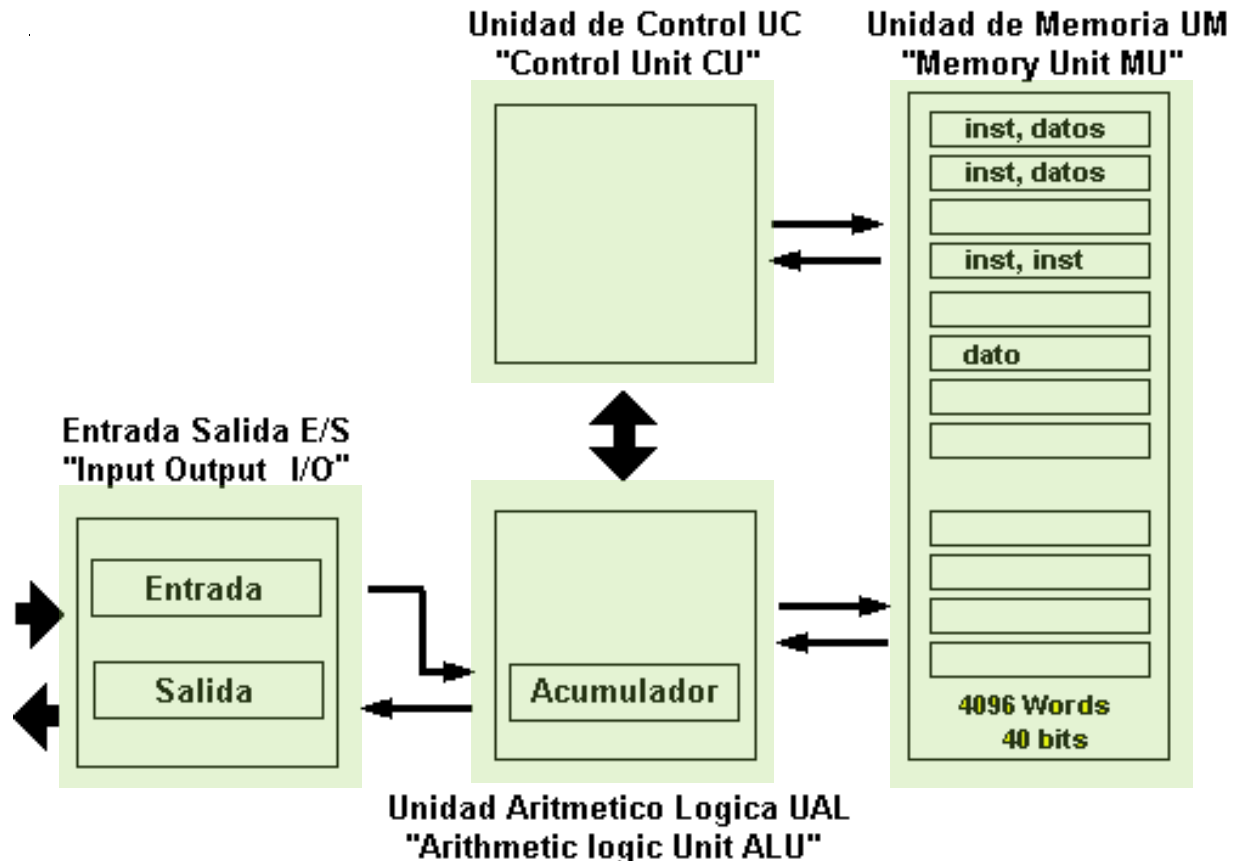 Unidad de Control UC
"Control Unit CU"
Unidad de Memoria UM
"Memory Unit MU"
inst, datos
inst, datos
inst, inst
dato
4096 Words
40 bits
Entrada Salida E/S
"Input Output I/O"
Entrada
Salida
Acumulador
Unidad Aritmetico Logica UAL
"Arithmetic logic Unit ALU"